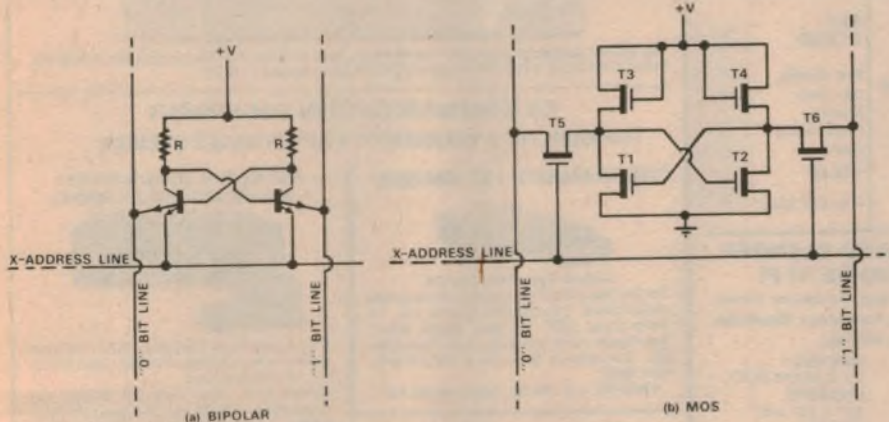 +V
R
R
X-ADDRESS LINE
"0" BIT LINE
"1" BIT LINE
(a) BIPOLAR
+V
T3
T4
T5
T6
T1
T2
X-ADDRESS LINE
"0" BIT LINE
"1" BIT LINE
(b) MOS